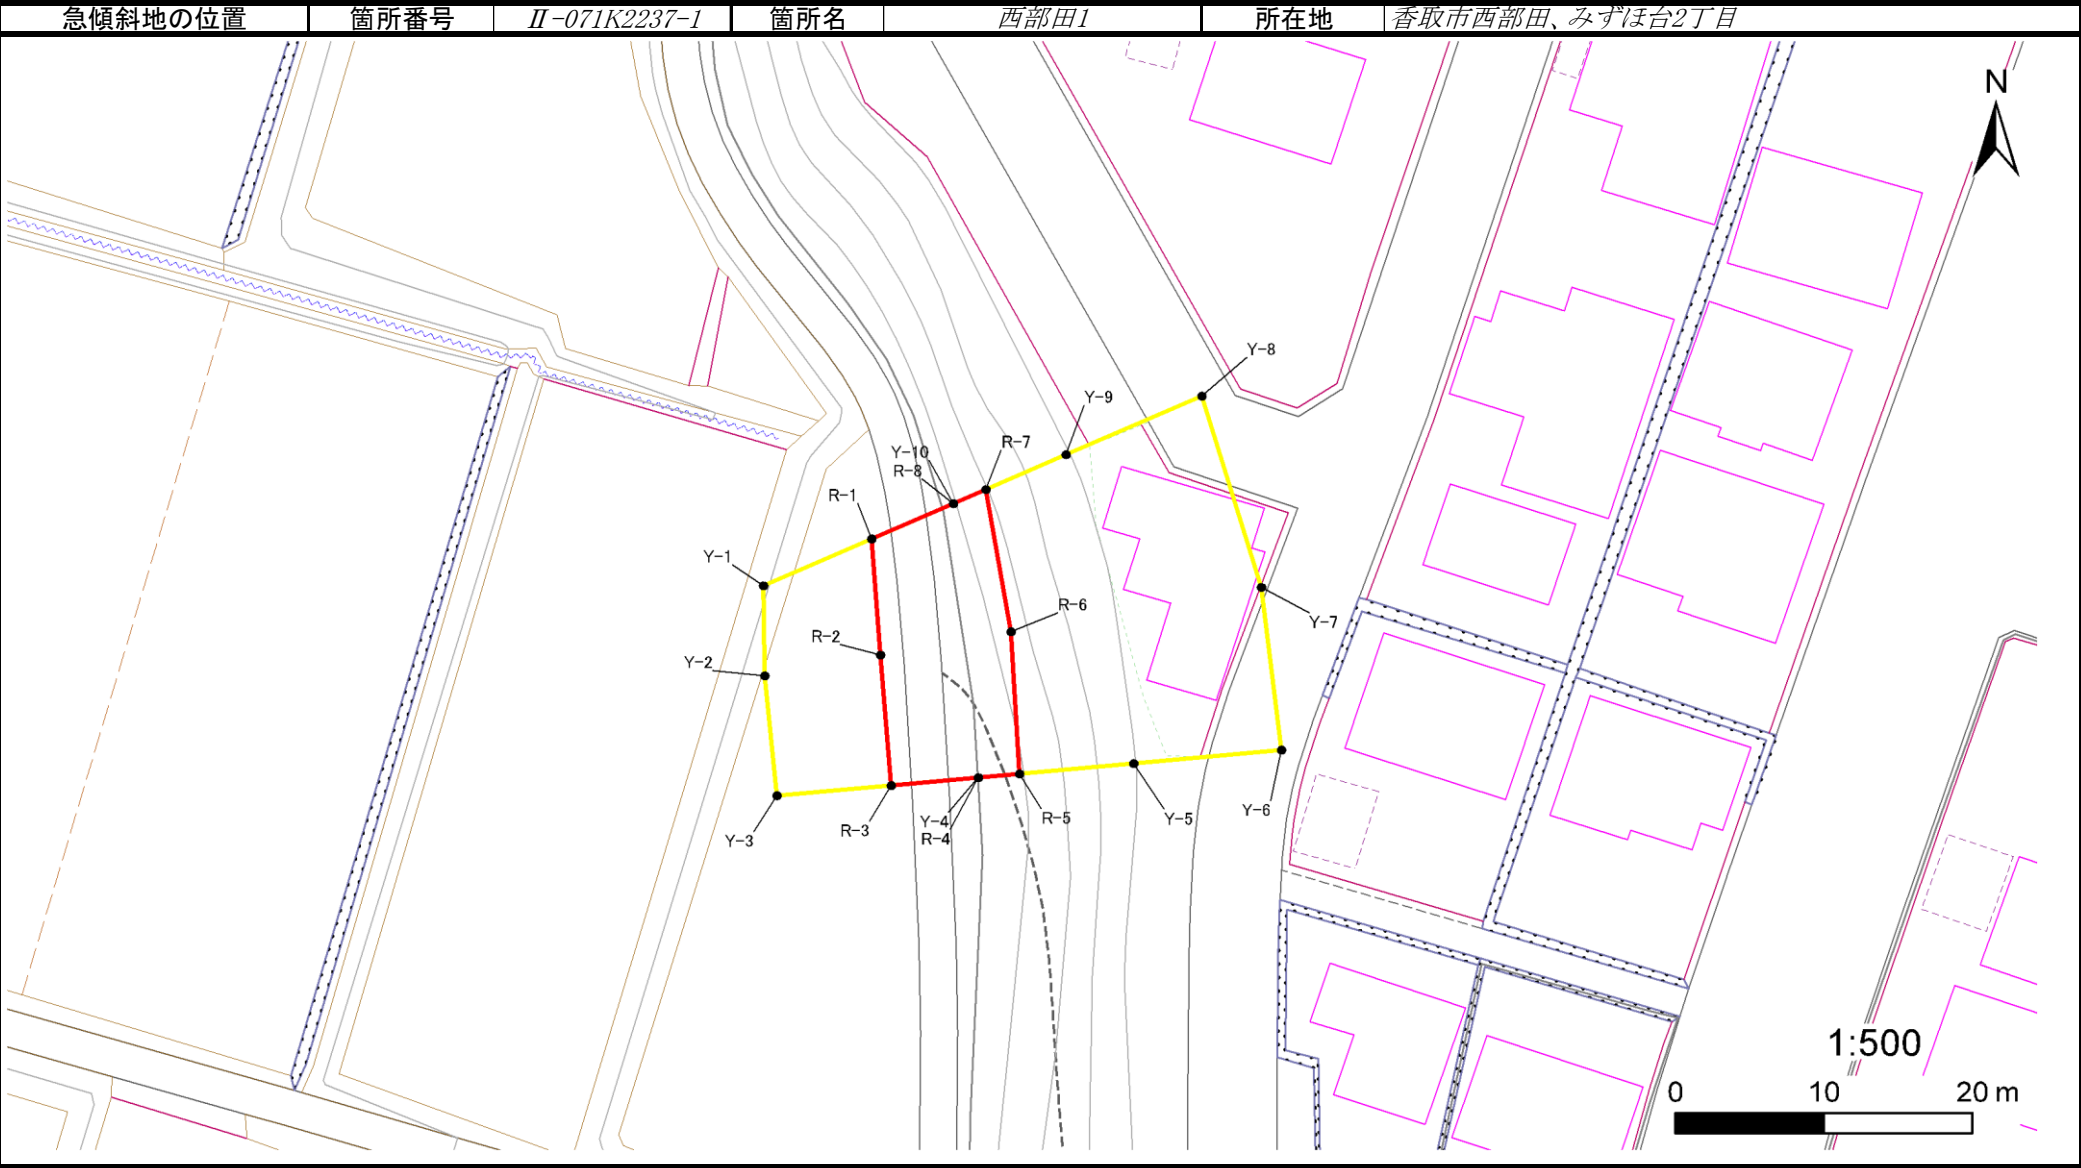 急傾斜地の位置 箇所番号 Ⅱ-071K2237-1 箇所名 西部田1 所在地 香取市西部田、みずほ台2丁目
N
Y-8
Y-9
R-7
Y-10
R-8
R-1
Y-1
R-6
Y-7
R-2
Y-2
Y-6
R-5
Y-5
Y-4
R-4
R-3
Y-3
1:500
0 10 20 m